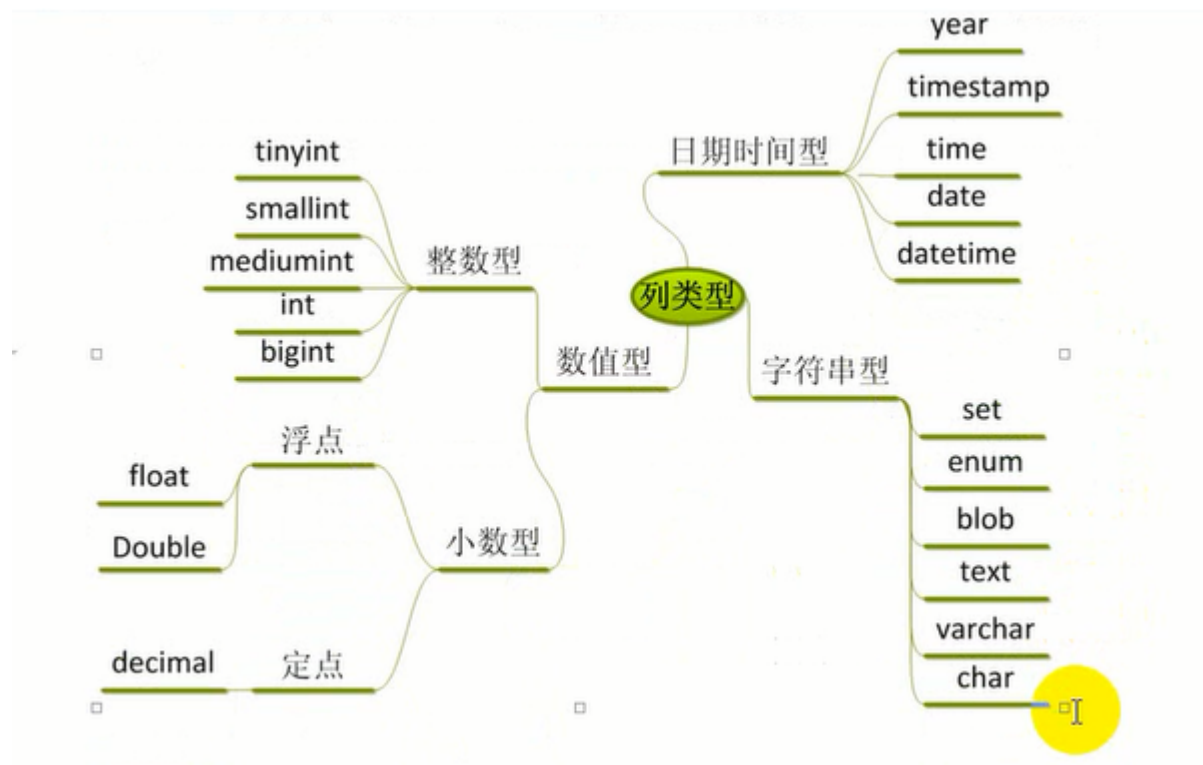 列类型
日期时间型
year
timestamp
time
date
datetime
数值型
整数型
tinyint
smallint
mediumint
int
bigint
小数型
浮点
float
Double
定点
decimal
字符串型
set
enum
blob
text
varchar
char